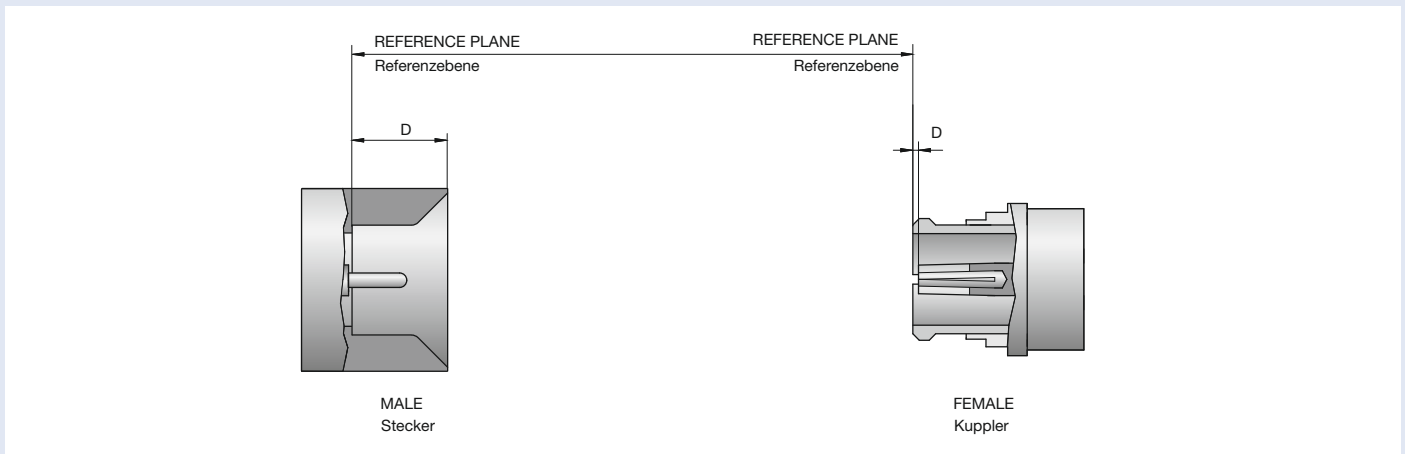 REFERENCE PLANE
Referenzebene
REFERENCE PLANE
Referenzebene
D
D
MALE
Stecker
FEMALE
Kuppler